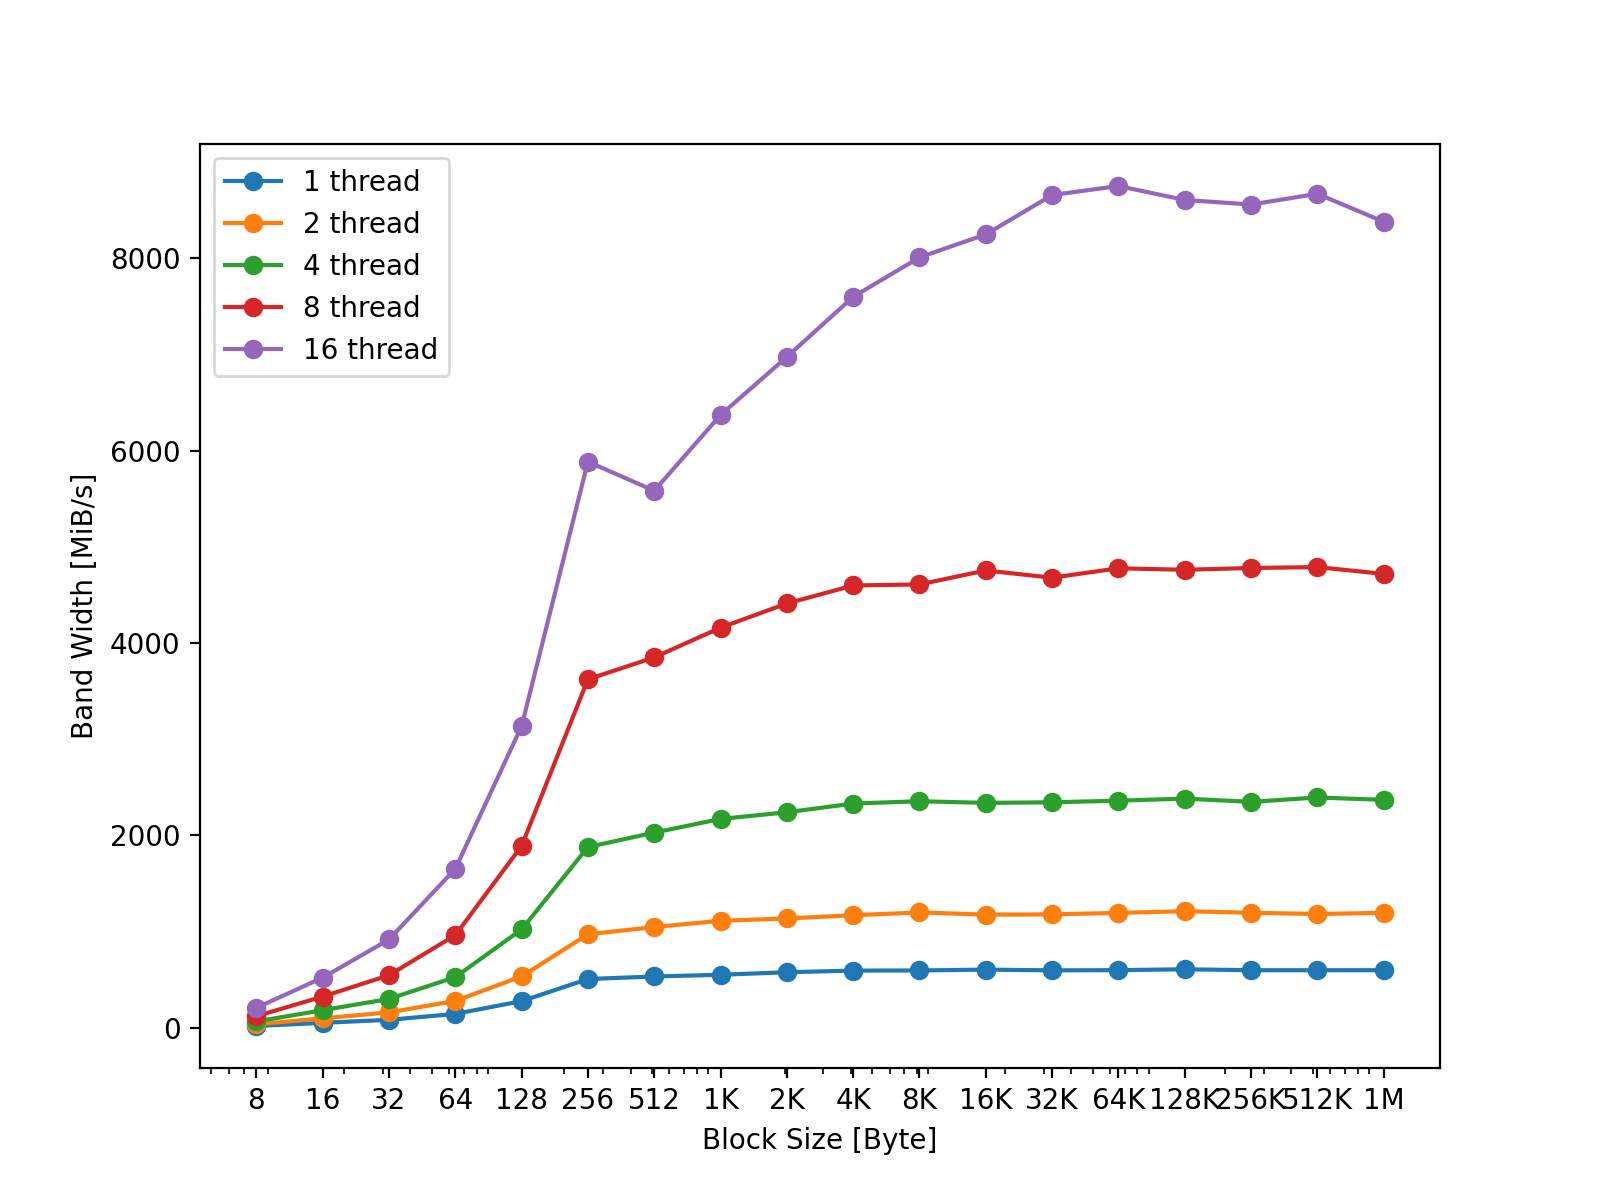 1 thread
2 thread
4 thread
8 thread
16 thread
8000
6000
4000
2000
0
Band Width [MiB/s]
8 16 32 64 128 256 512 1K 2K 4K 8K 16K 32K 64K 128K 256K 512K 1M
Block Size [Byte]